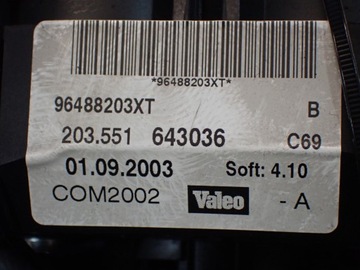 *96488203XT*
96488203XT B
203.551 643036 C69
01.09.2003 Soft: 4.10
COM2002 Valeo - A